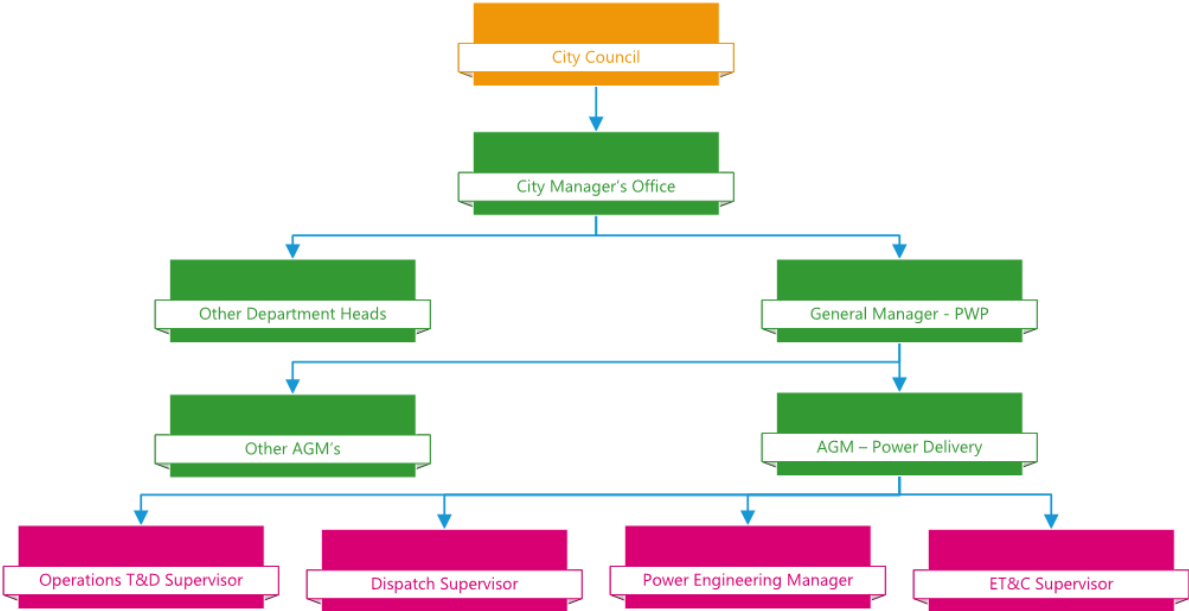 City Council
City Manager's Office
Other Department Heads
General Manager - PWP
Other AGM's
AGM – Power Delivery
Operations T&D Supervisor
Dispatch Supervisor
Power Engineering Manager
ET&C Supervisor